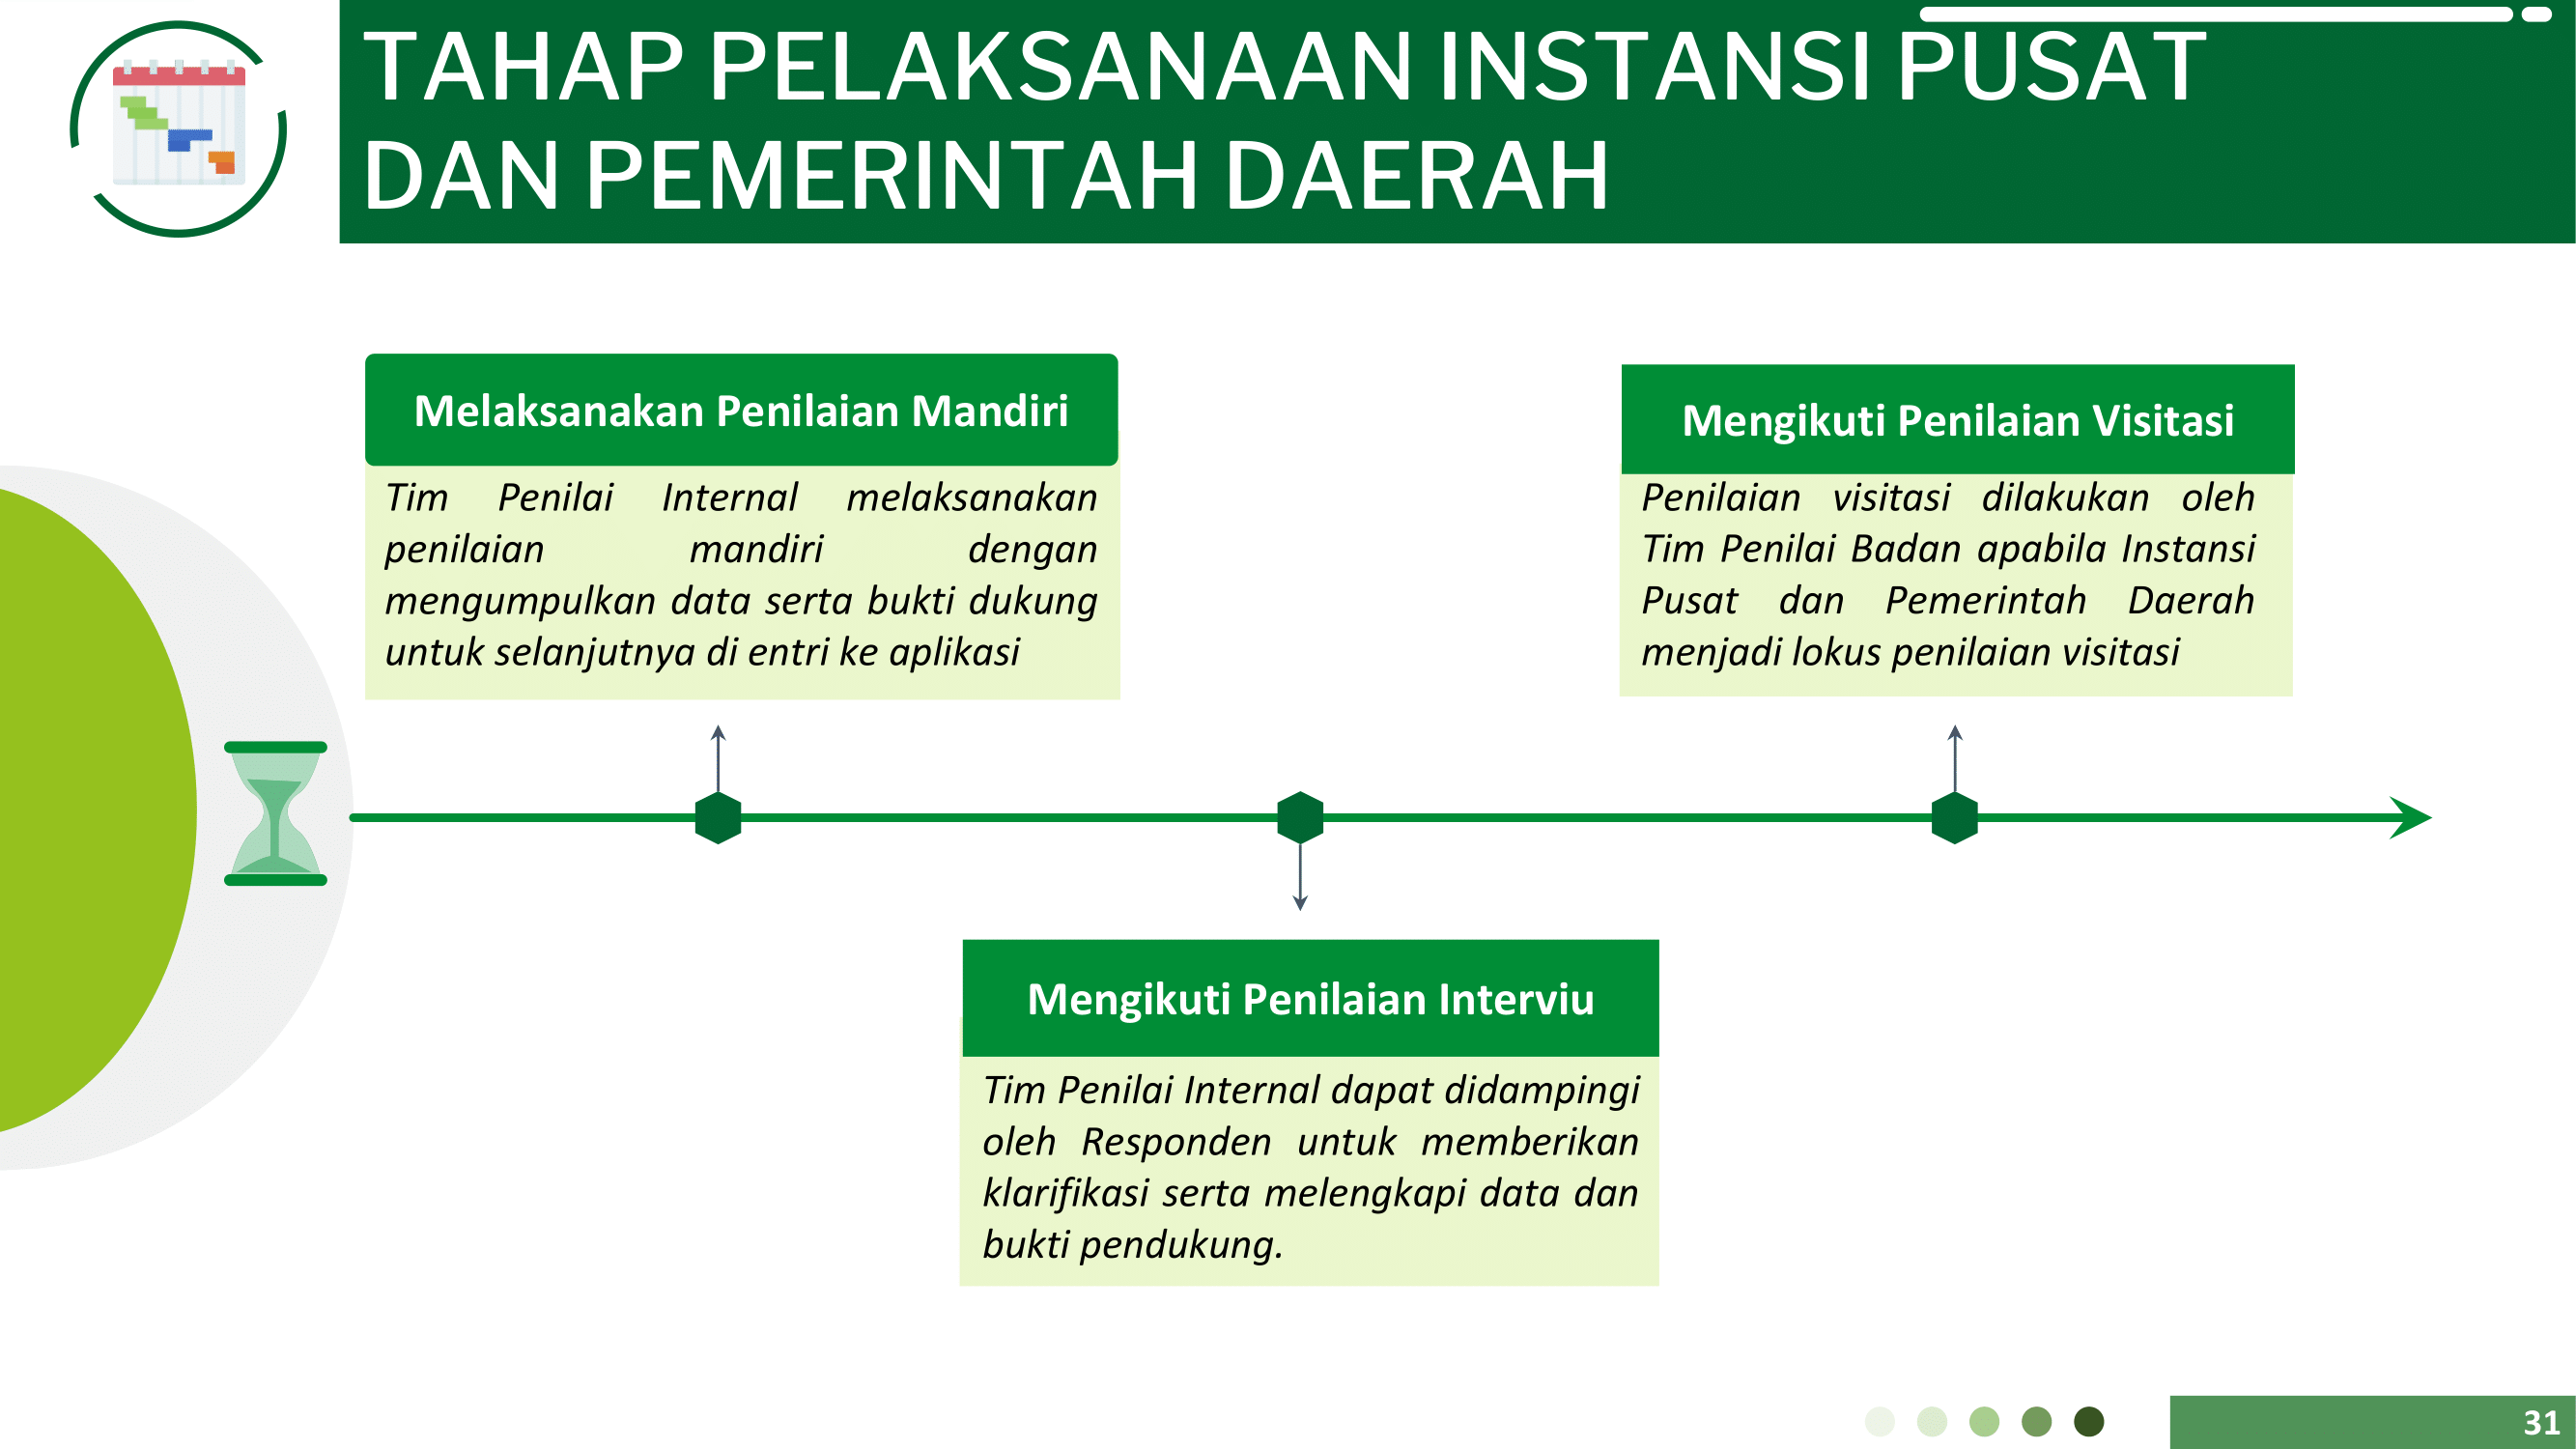 TAHAP PELAKSANAAN INSTANSI PUSAT
DAN PEMERINTAH DAERAH
Melaksanakan Penilaian Mandiri
Tim Penilai Internal melaksanakan
penilaian mandiri dengan
mengumpulkan data serta bukti dukung
untuk selanjutnya di entri ke aplikasi
Mengikuti Penilaian Interviu
Tim Penilai Internal dapat didampingi
oleh Responden untuk memberikan
klarifikasi serta melengkapi data dan
bukti pendukung.
Mengikuti Penilaian Visitasi
Penilaian visitasi dilakukan oleh
Tim Penilai Badan apabila Instansi
Pusat dan Pemerintah Daerah
menjadi lokus penilaian visitasi
31